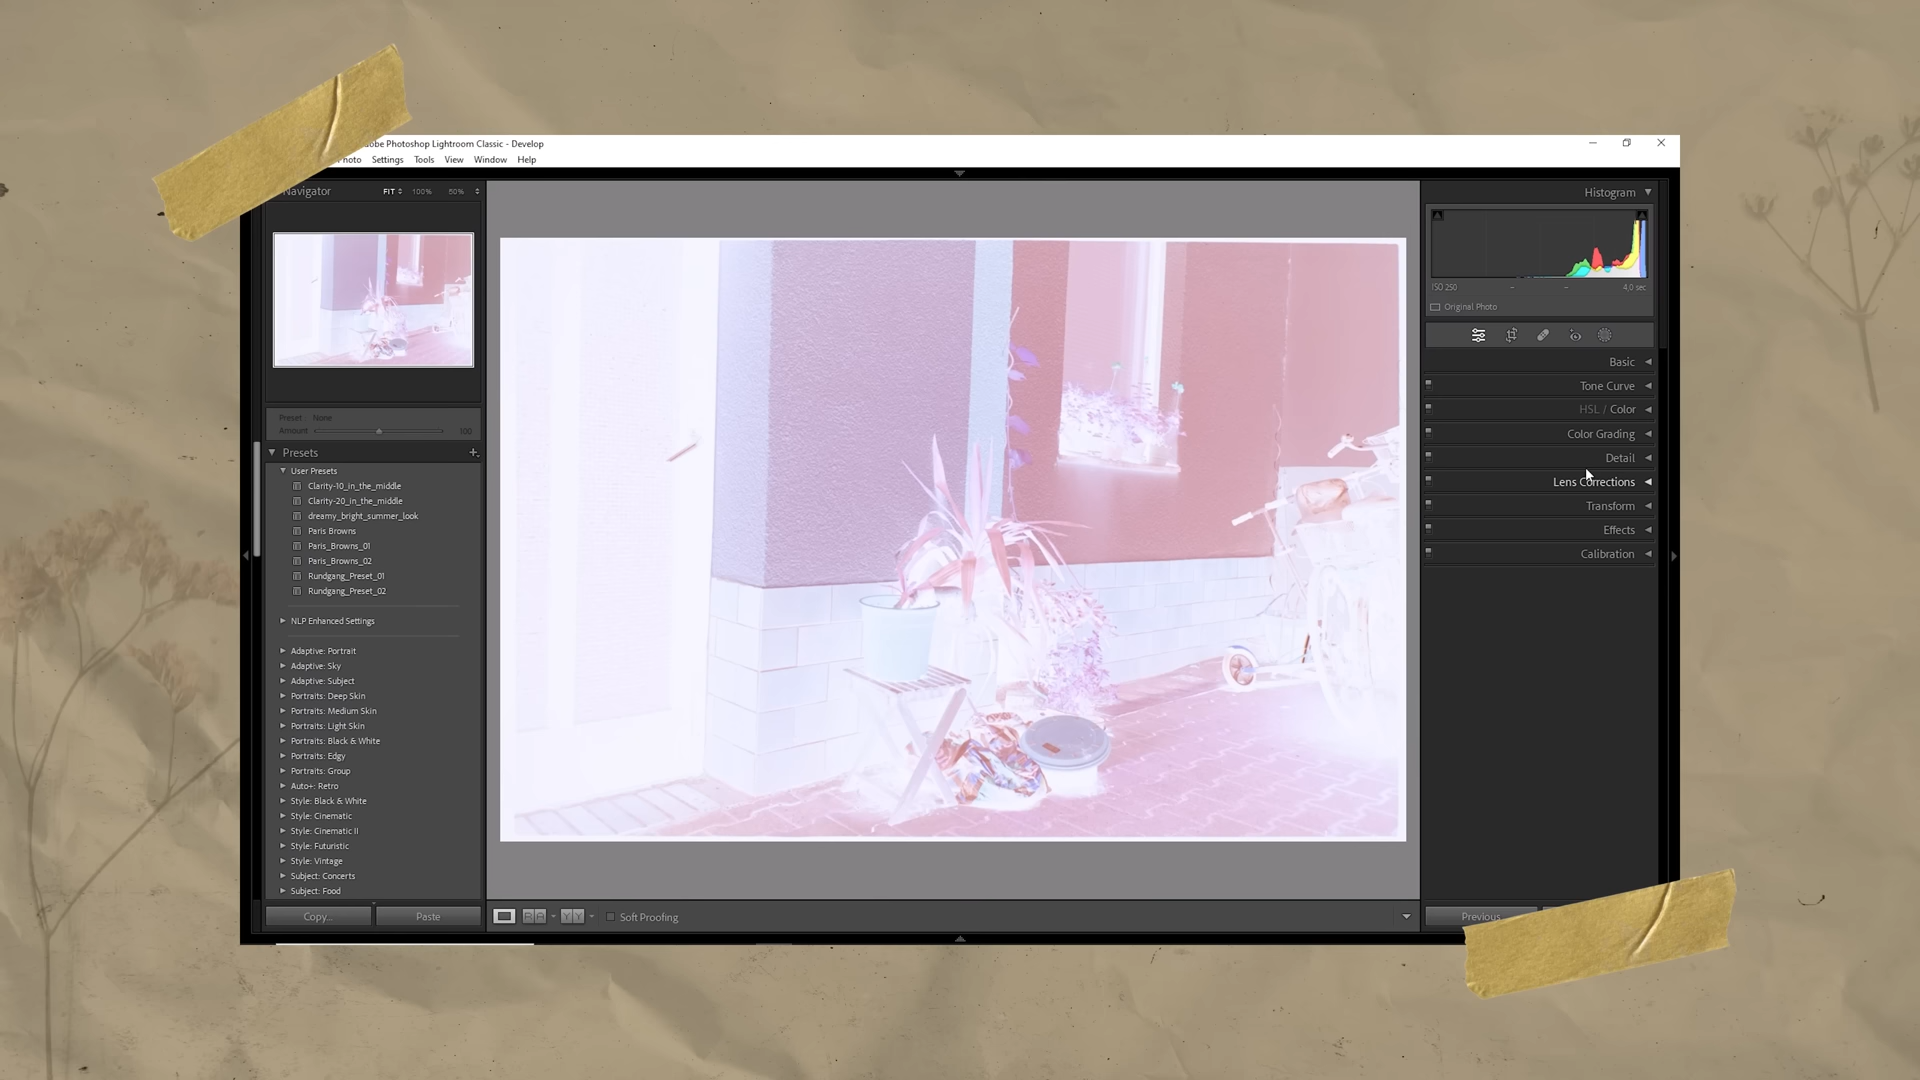 dobe Photoshop Lightroom Classic - Develop
Photo Settings Tools View Window Help
Navigator FIT 100% 50%
Preset: None
Amount 100
Presets +
User Presets
Clarity-10_in_the_middle
Clarity-20_in_the_middle
dreamy_bright_summer_look
Paris Browns
Paris_Browns_01
Paris_Browns_02
Rundgang_Preset_01
Rundgang_Preset_02
NLP Enhanced Settings
Adaptive: Portrait
Adaptive: Sky
Adaptive: Subject
Portraits: Deep Skin
Portraits: Medium Skin
Portraits: Light Skin
Portraits: Black & White
Portraits: Edgy
Portraits: Group
Auto+: Retro
Style: Black & White
Style: Cinematic
Style: Cinematic II
Style: Futuristic
Style: Vintage
Subject: Concerts
Subject: Food
Copy... Paste
R A Y Y Soft Proofing
Histogram
ISO 250 – – 4,0 sec
Original Photo
Basic
Tone Curve
HSL / Color
Color Grading
Detail
Lens Corrections
Transform
Effects
Calibration
Previous